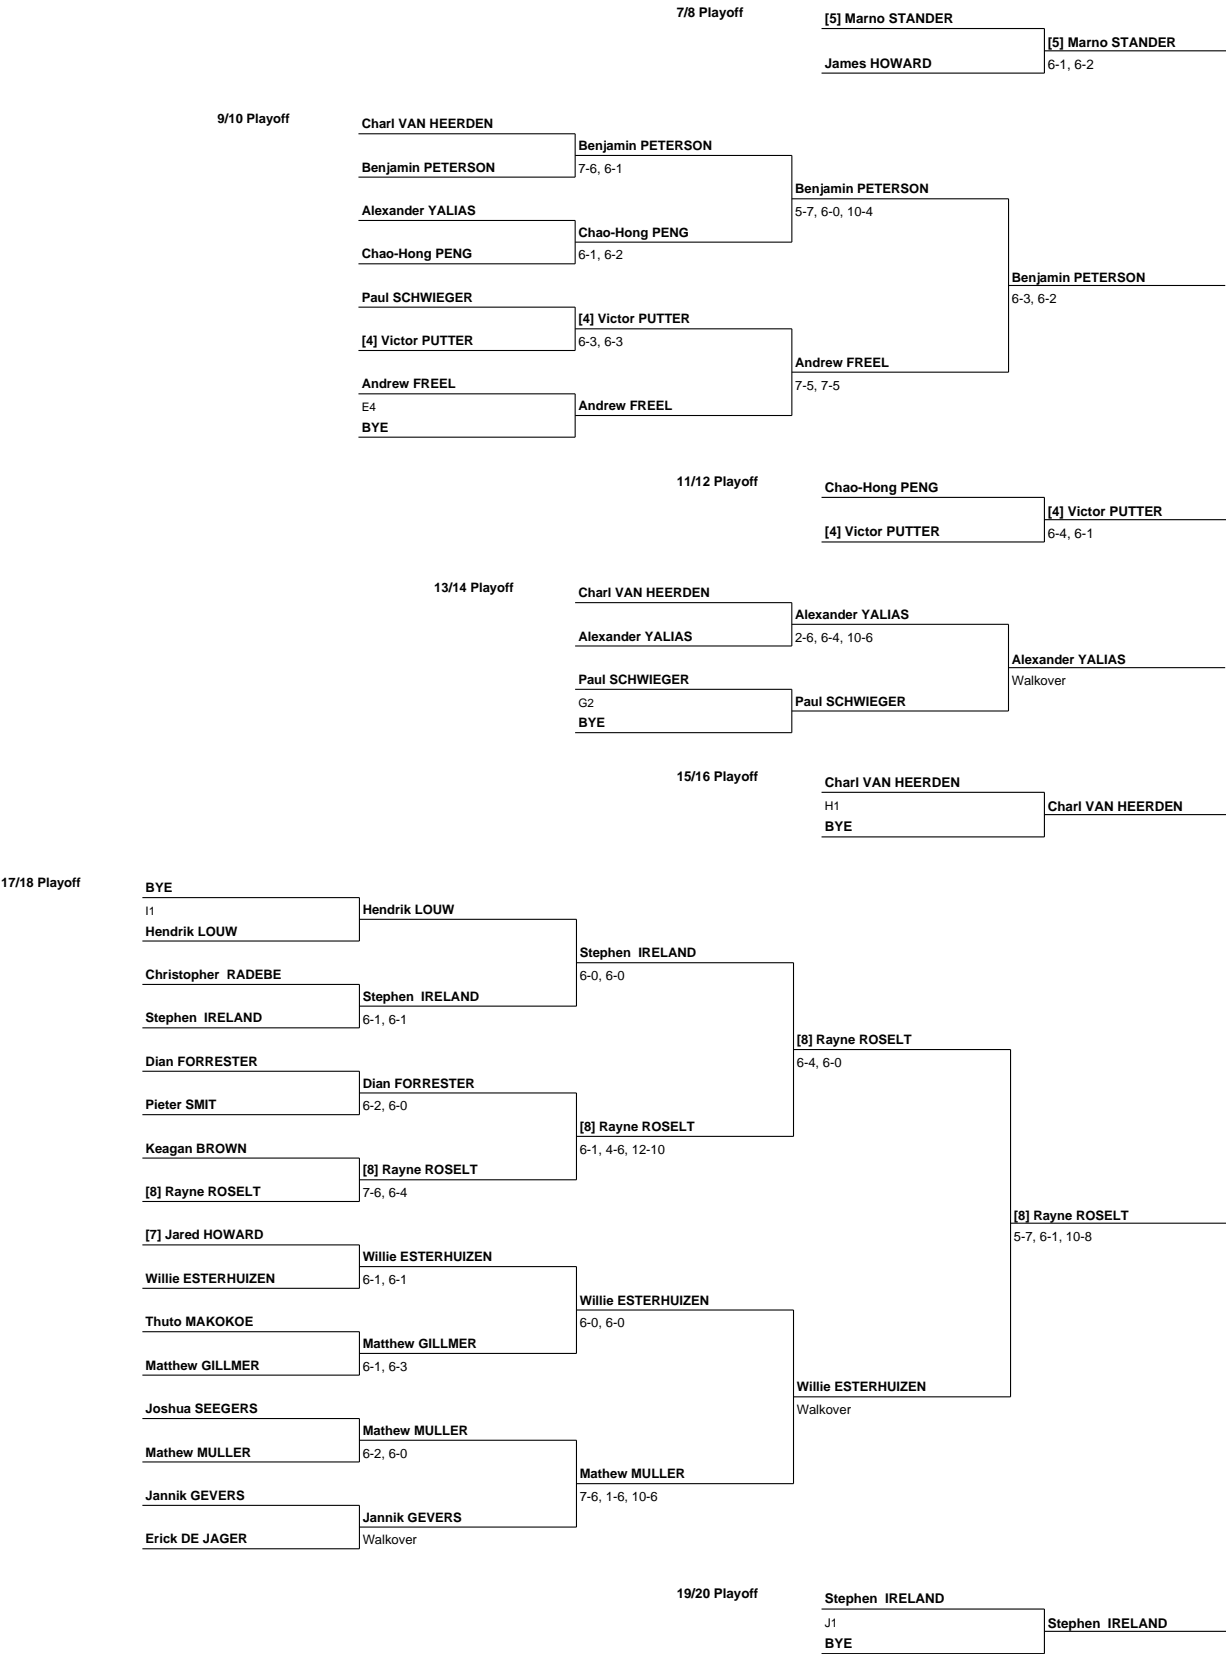 7/8 Playoff
[5] Marno STANDER
[5] Marno STANDER
James HOWARD
6-1, 6-2
9/10 Playoff
Charl VAN HEERDEN
Benjamin PETERSON
Benjamin PETERSON
7-6, 6-1
Benjamin PETERSON
Alexander YALIAS
5-7, 6-0, 10-4
Chao-Hong PENG
Chao-Hong PENG
6-1, 6-2
Benjamin PETERSON
Paul SCHWIEGER
6-3, 6-2
[4] Victor PUTTER
[4] Victor PUTTER
6-3, 6-3
Andrew FREEL
Andrew FREEL
7-5, 7-5
E4
Andrew FREEL
BYE
11/12 Playoff
Chao-Hong PENG
[4] Victor PUTTER
[4] Victor PUTTER
6-4, 6-1
13/14 Playoff
Charl VAN HEERDEN
Alexander YALIAS
Alexander YALIAS
2-6, 6-4, 10-6
Alexander YALIAS
Paul SCHWIEGER
Walkover
G2
Paul SCHWIEGER
BYE
15/16 Playoff
Charl VAN HEERDEN
H1
Charl VAN HEERDEN
BYE
17/18 Playoff
BYE
I1
Hendrik LOUW
Hendrik LOUW
Stephen IRELAND
Christopher RADEBE
6-0, 6-0
Stephen IRELAND
Stephen IRELAND
6-1, 6-1
[8] Rayne ROSELT
Dian FORRESTER
6-4, 6-0
Dian FORRESTER
Pieter SMIT
6-2, 6-0
[8] Rayne ROSELT
Keagan BROWN
6-1, 4-6, 12-10
[8] Rayne ROSELT
[8] Rayne ROSELT
7-6, 6-4
[8] Rayne ROSELT
[7] Jared HOWARD
5-7, 6-1, 10-8
Willie ESTERHUIZEN
Willie ESTERHUIZEN
6-1, 6-1
Willie ESTERHUIZEN
Thuto MAKOKOE
6-0, 6-0
Matthew GILLMER
Matthew GILLMER
6-1, 6-3
Willie ESTERHUIZEN
Joshua SEEGERS
Walkover
Mathew MULLER
Mathew MULLER
6-2, 6-0
Mathew MULLER
Jannik GEVERS
7-6, 1-6, 10-6
Jannik GEVERS
Erick DE JAGER
Walkover
19/20 Playoff
Stephen IRELAND
J1
Stephen IRELAND
BYE